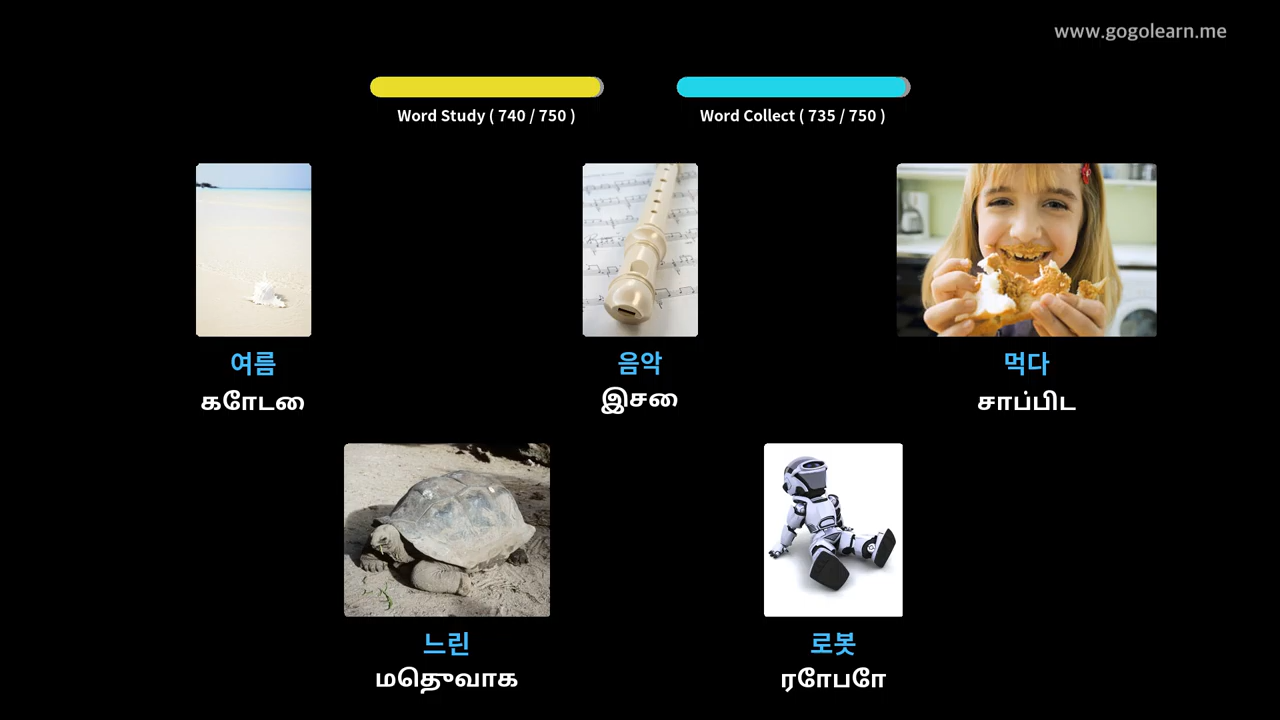 www.gogolearn.me
Word Study ( 740 / 750 )
Word Collect ( 735 / 750 )
여름
음악
먹다
கோடை
இசை
சாப்பிட
느린
로봇
மெதுவாக
ரோபோ